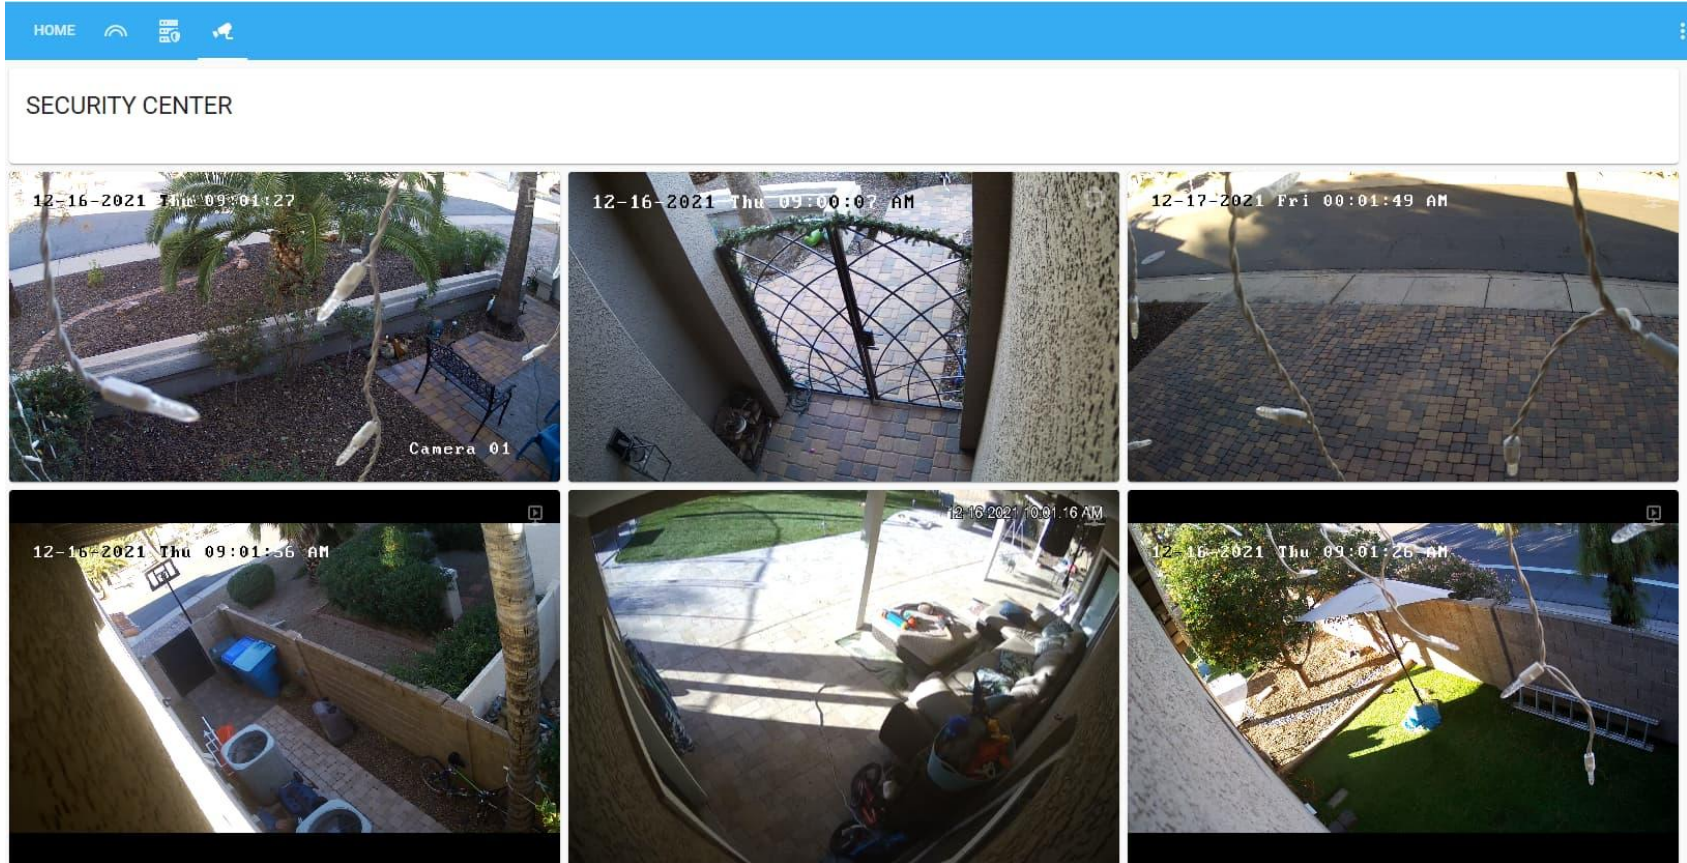 HOME
SECURITY CENTER
12-16-2021 Thu 09:01:27
Camera 01
12-16-2021 Thu 09:00:07 AM
12-17-2021 Fri 00:01:49 AM
12-16-2021 Thu 09:01:56 AM
12-16-2021 10:01:16 AM
12-16-2021 Thu 09:01:26 AM